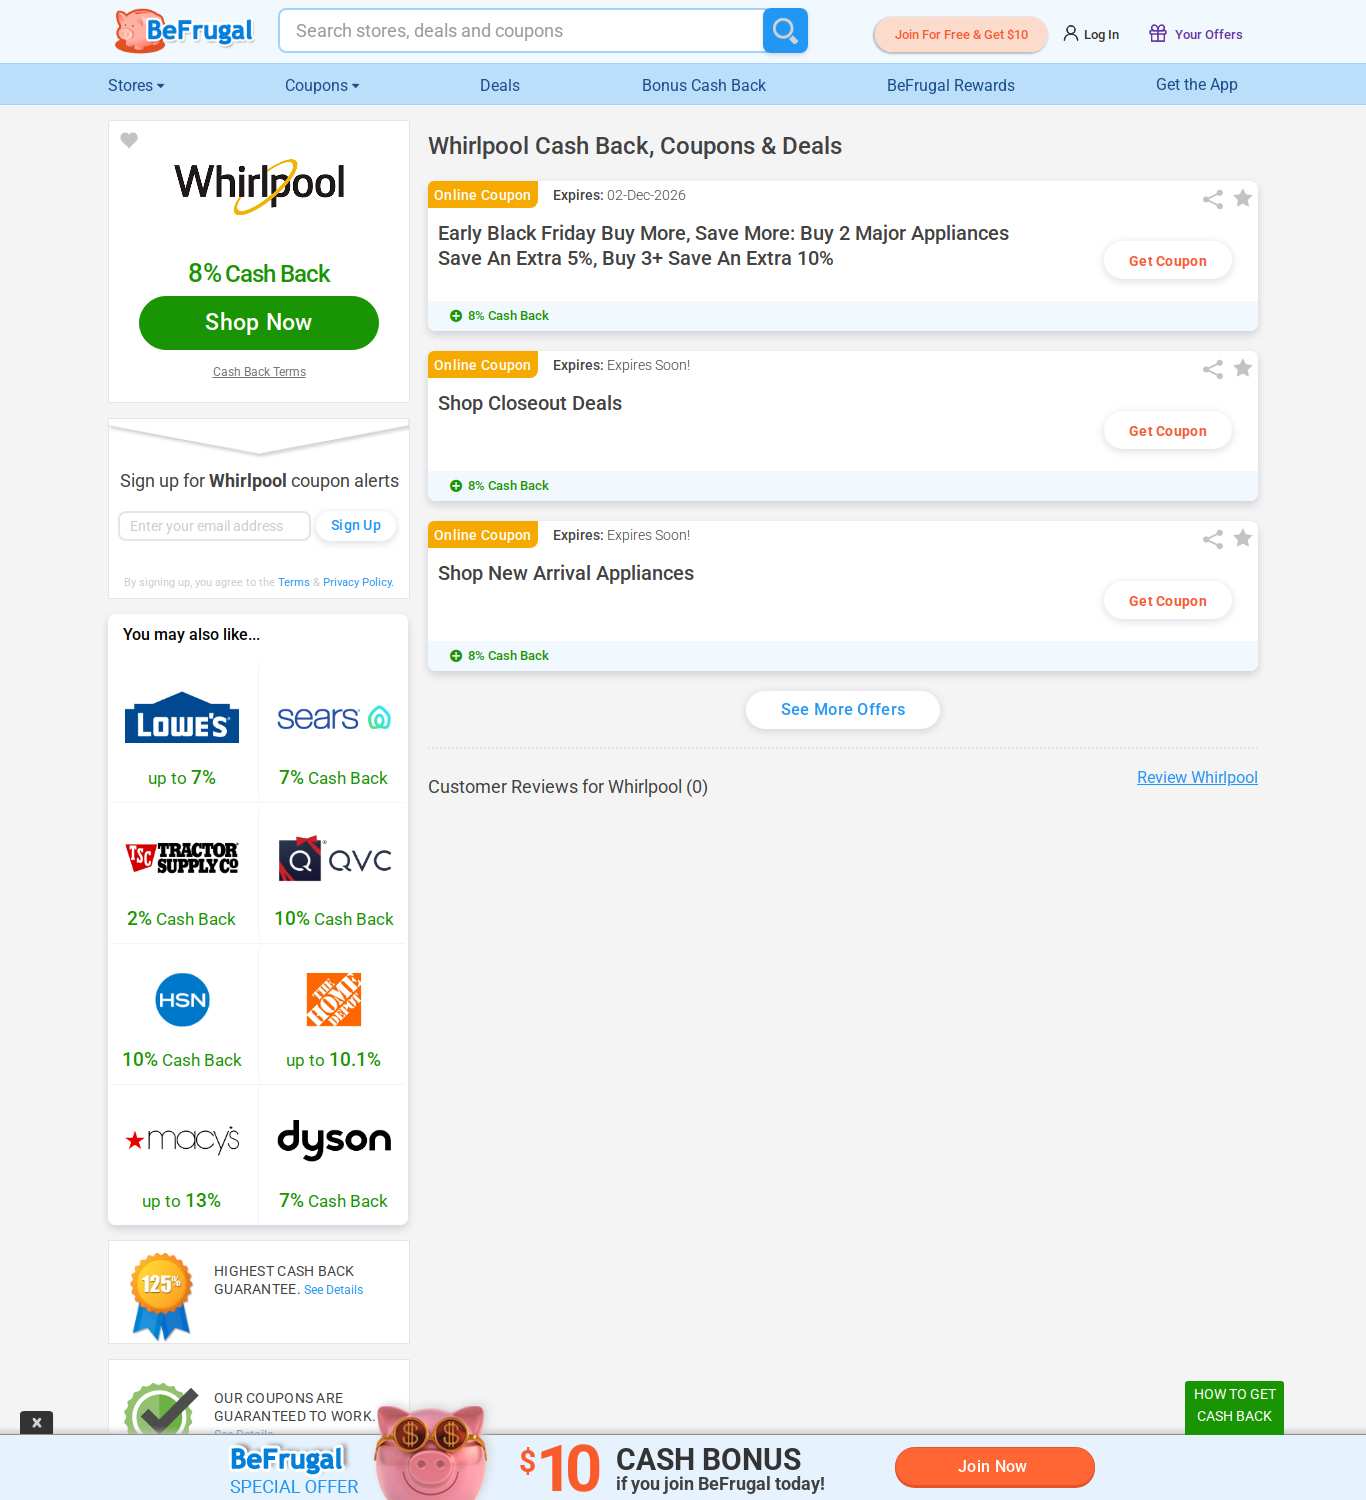 BeFrugal
Search stores, deals and coupons
Join For Free & Get $10
Log In
Your Offers
Stores
Coupons
Deals
Bonus Cash Back
BeFrugal Rewards
Get the App
Whirlpool
8% Cash Back
Shop Now
Cash Back Terms
Sign up for Whirlpool coupon alerts
Enter your email address
Sign Up
By signing up, you agree to the Terms & Privacy Policy.
You may also like...
LOWE'S
sears
up to 7%
7% Cash Back
TSC TRACTOR SUPPLY CO
Q QVC
2% Cash Back
10% Cash Back
HSN
THE HOME DEPOT
10% Cash Back
up to 10.1%
macy's
dyson
up to 13%
7% Cash Back
125%
HIGHEST CASH BACK
GUARANTEE. See Details
OUR COUPONS ARE
GUARANTEED TO WORK.
See Details
Whirlpool Cash Back, Coupons & Deals
Online Coupon
Expires: 02-Dec-2026
Early Black Friday Buy More, Save More: Buy 2 Major Appliances
Save An Extra 5%, Buy 3+ Save An Extra 10%
Get Coupon
8% Cash Back
Online Coupon
Expires: Expires Soon!
Shop Closeout Deals
Get Coupon
8% Cash Back
Online Coupon
Expires: Expires Soon!
Shop New Arrival Appliances
Get Coupon
8% Cash Back
See More Offers
Customer Reviews for Whirlpool (0)
Review Whirlpool
HOW TO GET
CASH BACK
x
BeFrugal
SPECIAL OFFER
$ $
$10
CASH BONUS
if you join BeFrugal today!
Join Now